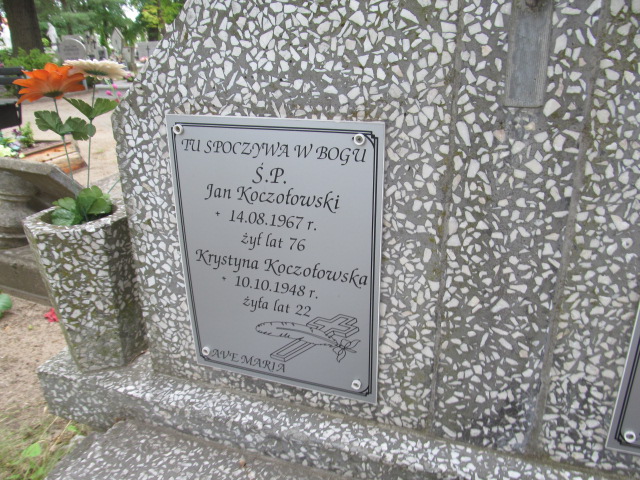 TU SPOCZYWA W BOGU
Ś.P.
Jan Koczołowski
+ 14.08.1967 r.
żył lat 76
Krystyna Koczołowska
+ 10.10.1948 r.
żyła lat 22
AVE MARIA